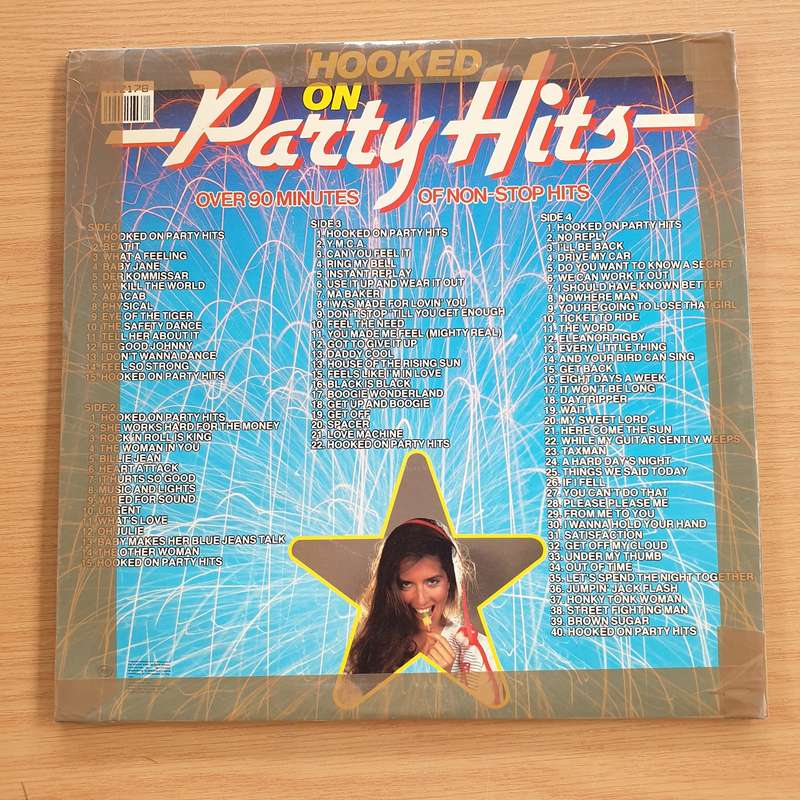 HOOKED
ON
Party Hits
OVER 90 MINUTES OF NON-STOP HITS
SIDE 1
1. HOOKED ON PARTY HITS
2. BEAT IT
3. WHAT A FEELING
4. BABY JANE
5. DER KOMMISSAR
6. WE KILL THE WORLD
7. ABACAB
8. PHYSICAL
9. EYE OF THE TIGER
10. THE SAFETY DANCE
11. TELL HER ABOUT IT
12. BE GOOD JOHNNY
13. I DON'T WANNA DANCE
14. FEEL SO STRONG
15. HOOKED ON PARTY HITS
SIDE 2
1. HOOKED ON PARTY HITS
2. SHE WORKS HARD FOR THE MONEY
3. ROCK N ROLL IS KING
4. THE WOMAN IN YOU
5. BILLIE JEAN
6. HEART ATTACK
7. IT HURTS SO GOOD
8. MUSIC AND LIGHTS
9. WIRED FOR SOUND
10. URGENT
11. WHAT'S LOVE
12. OH JULIE
13. BABY MAKES HER BLUE JEANS TALK
14. THE OTHER WOMAN
15. HOOKED ON PARTY HITS
SIDE 3
1. HOOKED ON PARTY HITS
2. Y.M.C.A.
3. CAN YOU FEEL IT
4. RING MY BELL
5. INSTANT REPLAY
6. USE IT UP AND WEAR IT OUT
7. MA BAKER
8. I WAS MADE FOR LOVIN' YOU
9. DON'T STOP 'TILL YOU GET ENOUGH
10. FEEL THE NEED
11. YOU MADE ME FEEL (MIGHTY REAL)
12. GOT TO GIVE IT UP
13. DADDY COOL
14. HOUSE OF THE RISING SUN
15. FEELS LIKE I'M IN LOVE
16. BLACK IS BLACK
17. BOOGIE WONDERLAND
18. GET UP AND BOOGIE
19. GET OFF
20. SPACER
21. LOVE MACHINE
22. HOOKED ON PARTY HITS
SIDE 4
1. HOOKED ON PARTY HITS
2. NO REPLY
3. I'LL BE BACK
4. DRIVE MY CAR
5. DO YOU WANT TO KNOW A SECRET
6. WE CAN WORK IT OUT
7. I SHOULD HAVE KNOWN BETTER
8. NOWHERE MAN
9. YOU'RE GOING TO LOSE THAT GIRL
10. TICKET TO RIDE
11. THE WORD
12. ELEANOR RIGBY
13. EVERY LITTLE THING
14. AND YOUR BIRD CAN SING
15. GET BACK
16. EIGHT DAYS A WEEK
17. IT WON'T BE LONG
18. DAYTRIPPER
19. WAIT
20. MY SWEET LORD
21. HERE COME THE SUN
22. WHILE MY GUITAR GENTLY WEEPS
23. TAXMAN
24. A HARD DAY'S NIGHT
25. THINGS WE SAID TODAY
26. IF I FELL
27. YOU CAN'T DO THAT
28. PLEASE PLEASE ME
29. FROM ME TO YOU
30. I WANNA HOLD YOUR HAND
31. SATISFACTION
32. GET OFF MY CLOUD
33. UNDER MY THUMB
34. OUT OF TIME
35. LET'S SPEND THE NIGHT TOGETHER
36. JUMPIN' JACK FLASH
37. HONKY TONK WOMAN
38. STREET FIGHTING MAN
39. BROWN SUGAR
40. HOOKED ON PARTY HITS